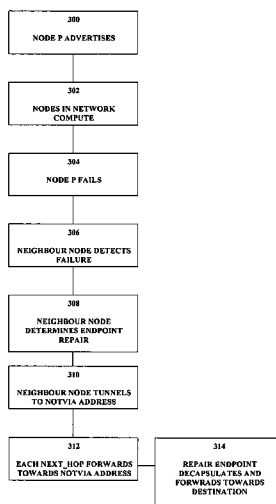 300
NODE P ADVERTISES
302
NODES IN NETWORK
COMPUTE
304
NODE P FAILS
306
NEIGHBOUR NODE DETECTS
FAILURE
308
NEIGHBOUR NODE
DETERMINES ENDPOINT
REPAIR
310
NEIGHBOUR NODE TUNNELS
TO NOTVIA ADDRESS
312
EACH NEXT_HOP FORWARDS
TOWARDS NOTVIA ADDRESS
314
REPAIR ENDPOINT
DECAPSULATES AND
FORWRADS TOWARDS
DESTINATION